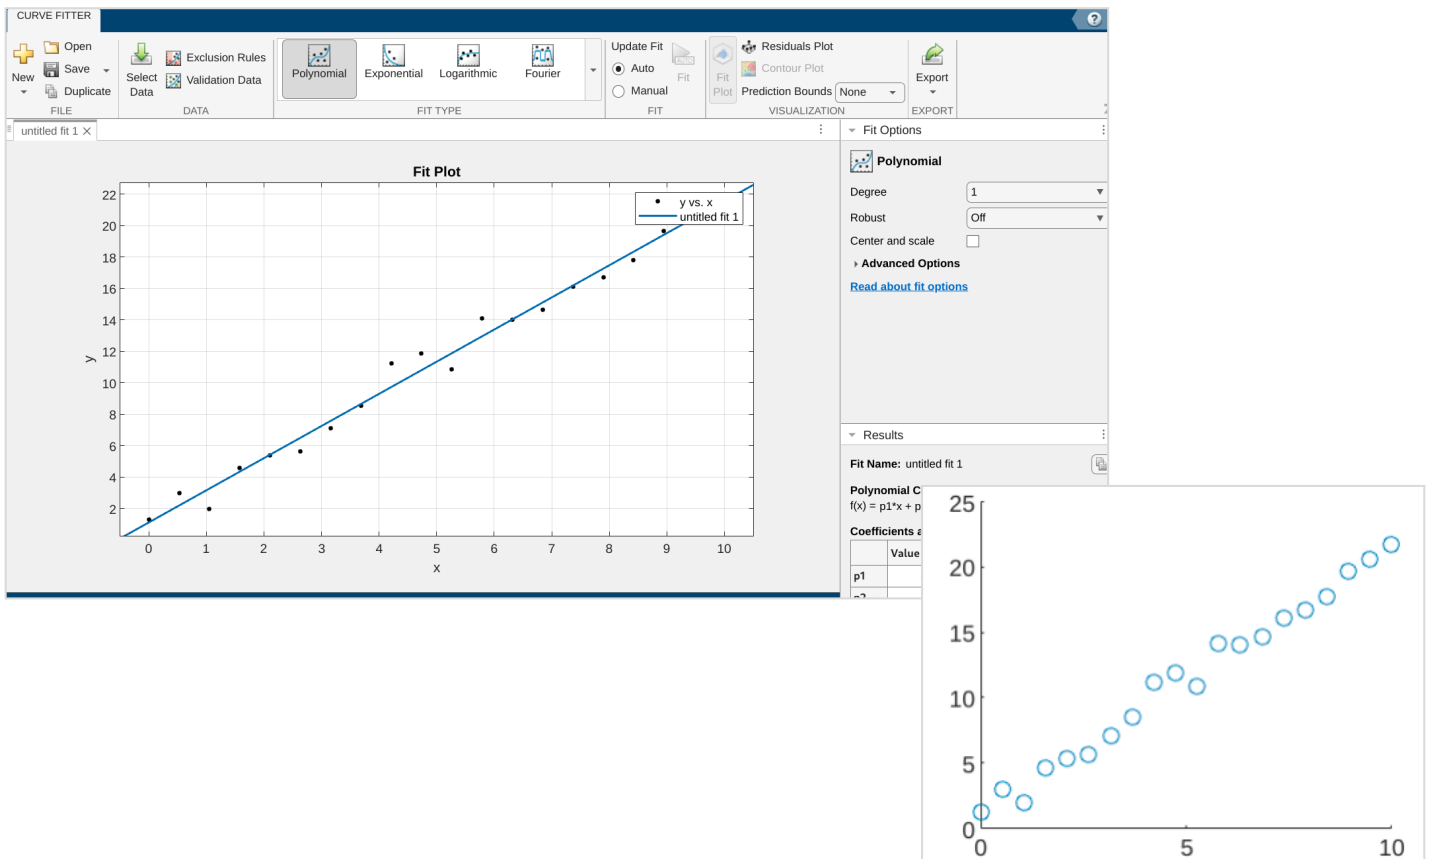 CURVE FITTER
?
New
Open
Save
Duplicate
FILE
Select
Data
Exclusion Rules
Validation Data
DATA
Polynomial
Exponential
Logarithmic
Fourier
FIT TYPE
Update Fit
Auto
Manual
Fit
FIT
Fit
Plot
Residuals Plot
Contour Plot
Prediction Bounds None
VISUALIZATION
Export
EXPORT
untitled fit 1
Fit Plot
y vs. x
untitled fit 1
22
20
18
16
14
12
10
8
6
4
2
y
0 1 2 3 4 5 6 7 8 9 10
x
Fit Options
Polynomial
Degree 1
Robust Off
Center and scale
Advanced Options
Read about fit options
Results
Fit Name: untitled fit 1
Polynomial C
f(x) = p1*x + p
Coefficients a
Value
p1
25
20
15
10
5
0
0 5 10